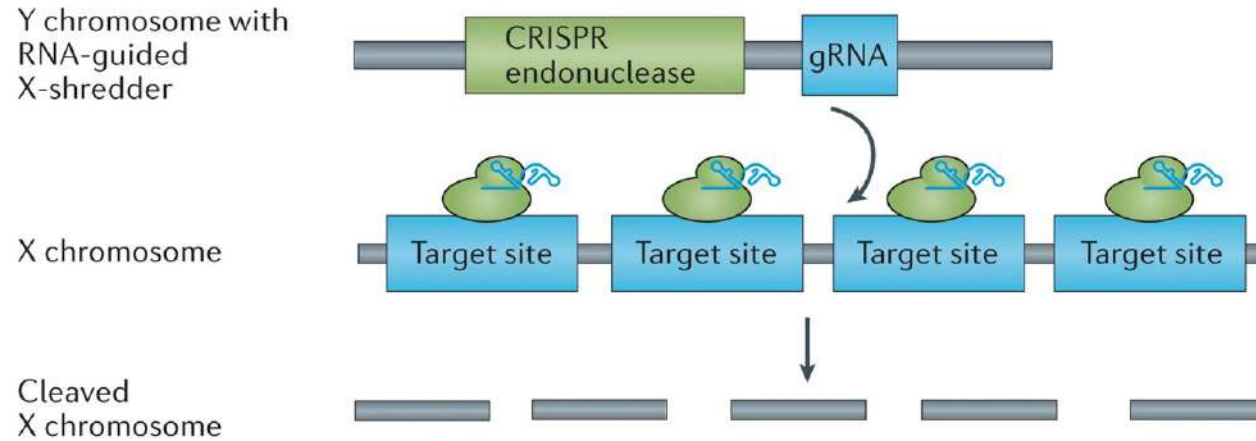 Y chromosome with
RNA-guided
X-shredder
CRISPR
endonuclease
gRNA
X chromosome
Target site
Target site
Target site
Target site
Cleaved
X chromosome